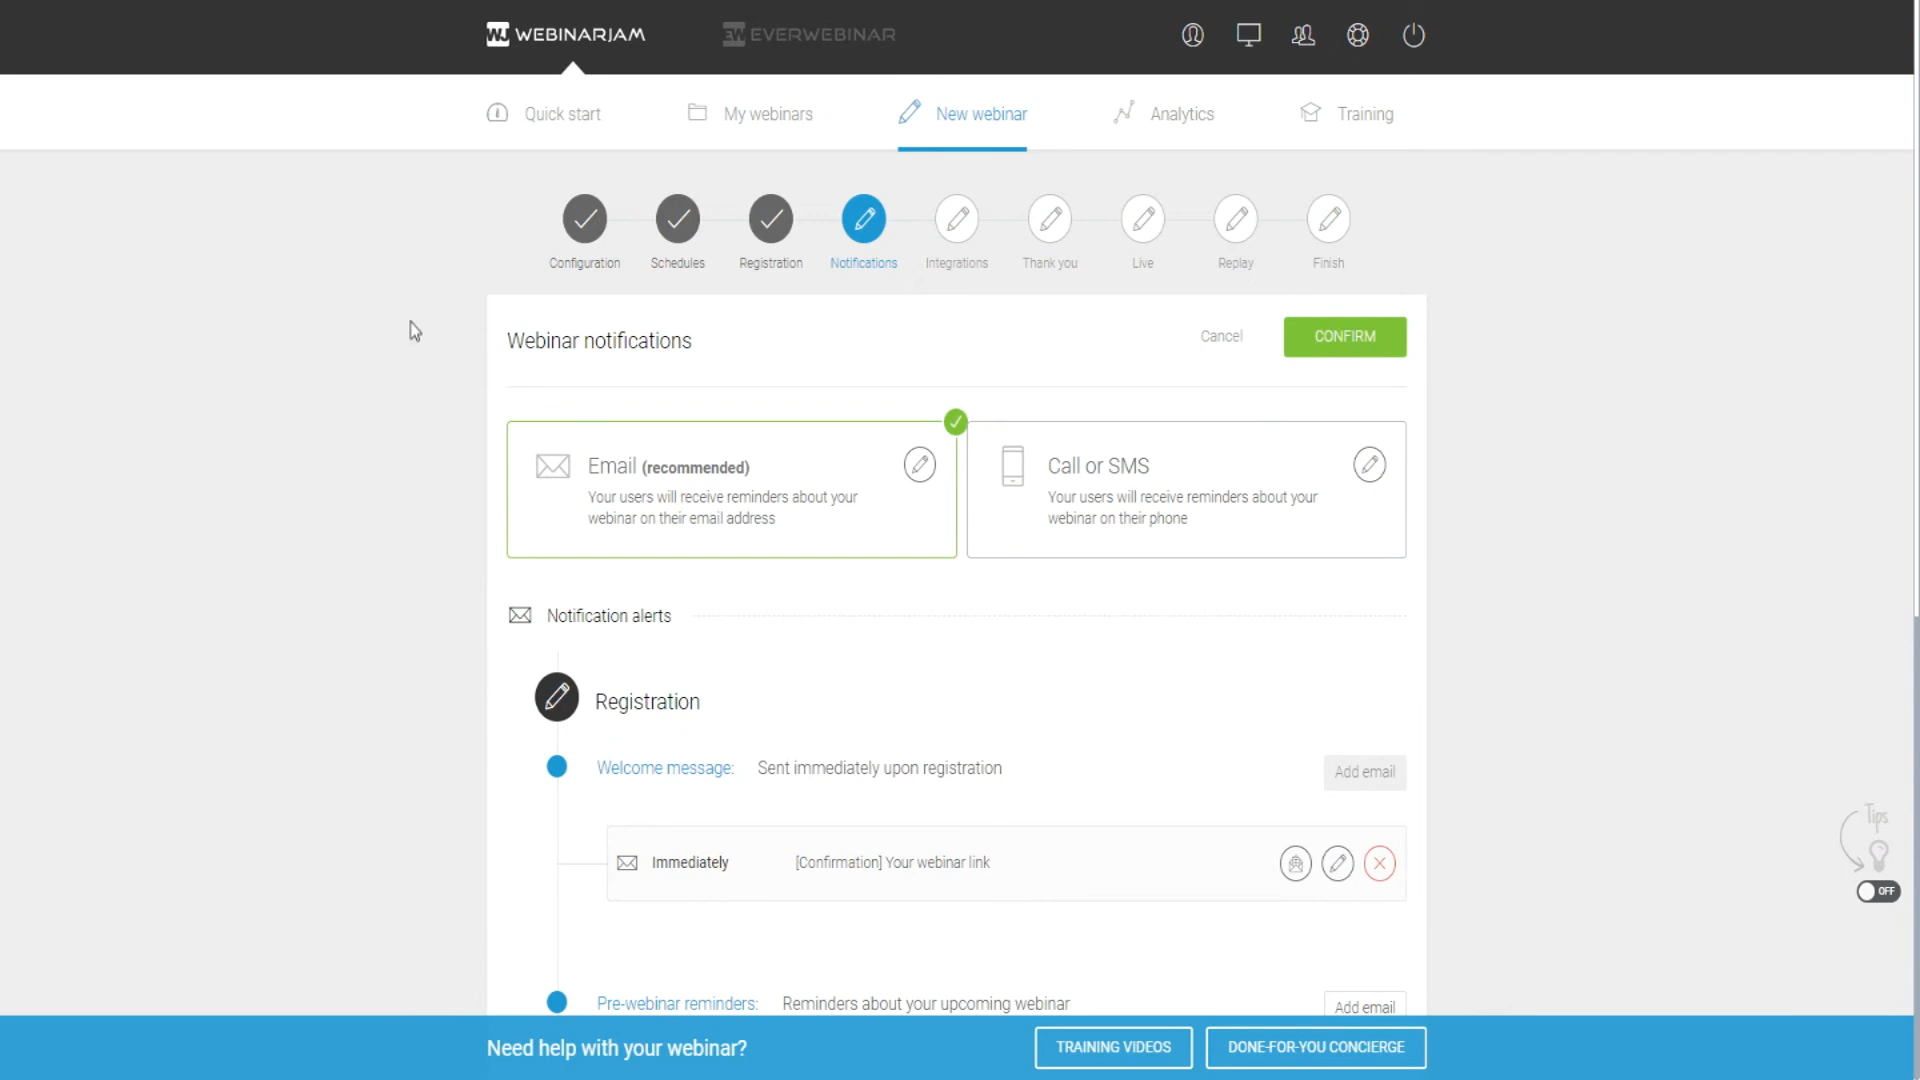 WJ WEBINARJAM
EW EVERWEBINAR
Quick start
My webinars
New webinar
Analytics
Training
Configuration
Schedules
Registration
Notifications
Integrations
Thank you
Live
Replay
Finish
Webinar notifications
Cancel
CONFIRM
Email (recommended)
Your users will receive reminders about your
webinar on their email address
Call or SMS
Your users will receive reminders about your
webinar on their phone
Notification alerts
Registration
Welcome message: Sent immediately upon registration
Add email
Immediately
[Confirmation] Your webinar link
Tips
OFF
Pre-webinar reminders: Reminders about your upcoming webinar
Add email
Need help with your webinar?
TRAINING VIDEOS
DONE-FOR-YOU CONCIERGE